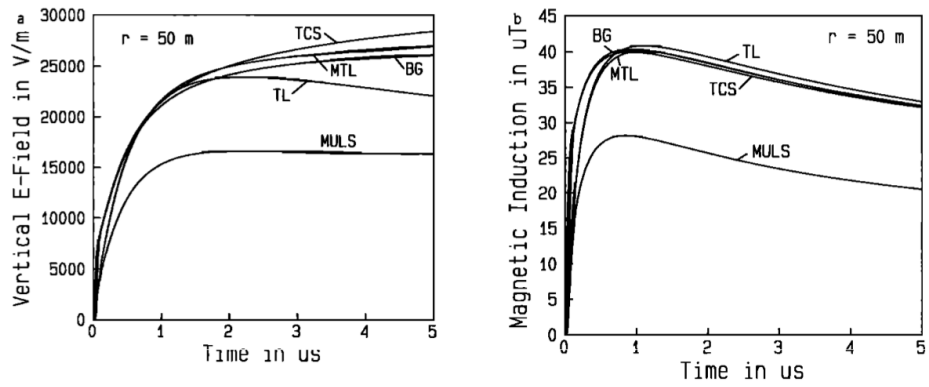 a
Vertical E-Field in V/m
30000
25000
20000
15000
10000
5000
0
r = 50 m
TCS
MTL
BG
TL
MULS
0 1 2 3 4 5
Time in us
b
Magnetic Induction in uT
45
40
35
30
25
20
15
10
5
0
BG
r = 50 m
TL
MTL
TCS
MULS
0 1 2 3 4 5
Time in us